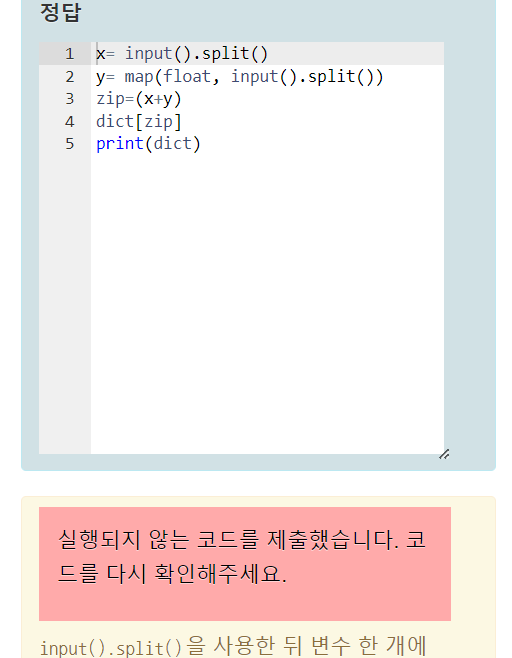 정답
1 x= input().split()
2 y= map(float, input().split())
3 zip=(x+y)
4 dict[zip]
5 print(dict)
실행되지 않는 코드를 제출했습니다. 코
드를 다시 확인해주세요.
input().split()을 사용한 뒤 변수 한 개에